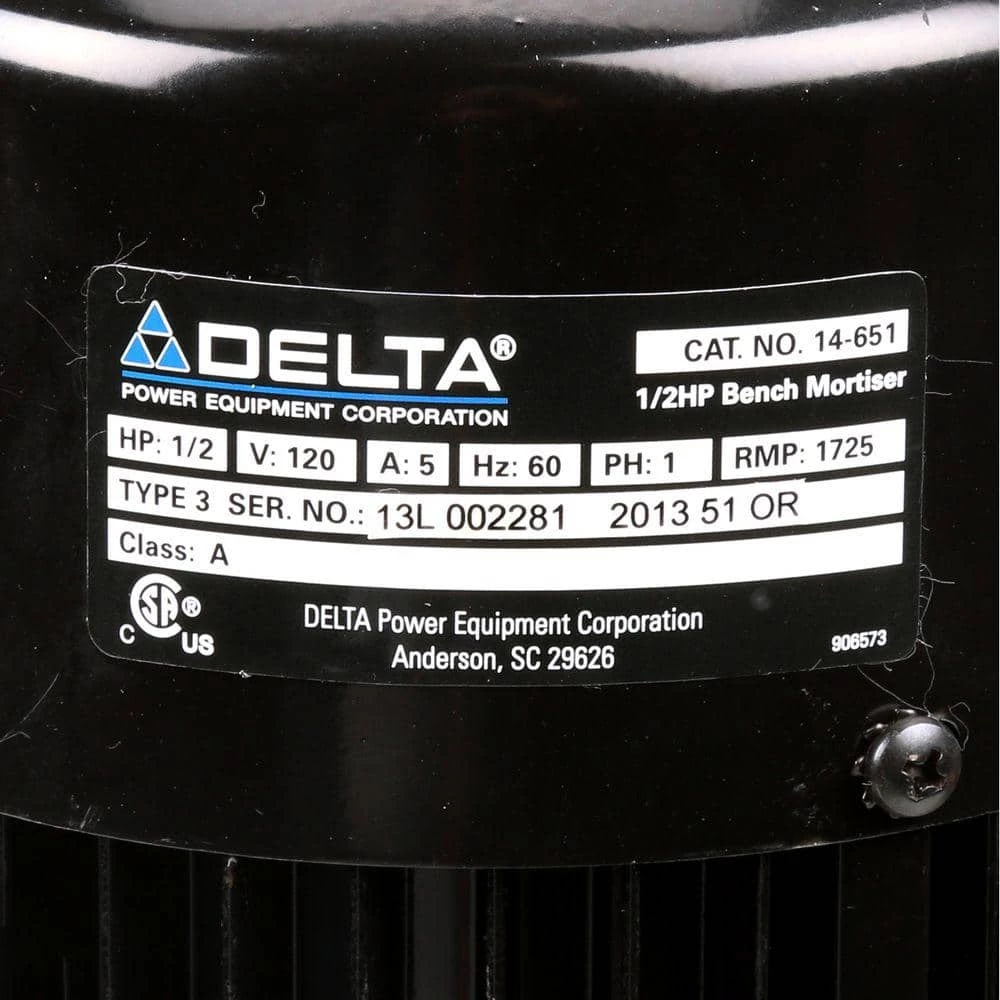 DELTA®
POWER EQUIPMENT CORPORATION
CAT. NO. 14-651
1/2HP Bench Mortiser
HP: 1/2 V: 120 A: 5 Hz: 60 PH: 1 RMP: 1725
TYPE 3 SER. NO.: 13L 002281 2013 51 OR
Class: A
C SA® C US
DELTA Power Equipment Corporation
Anderson, SC 29626
906573